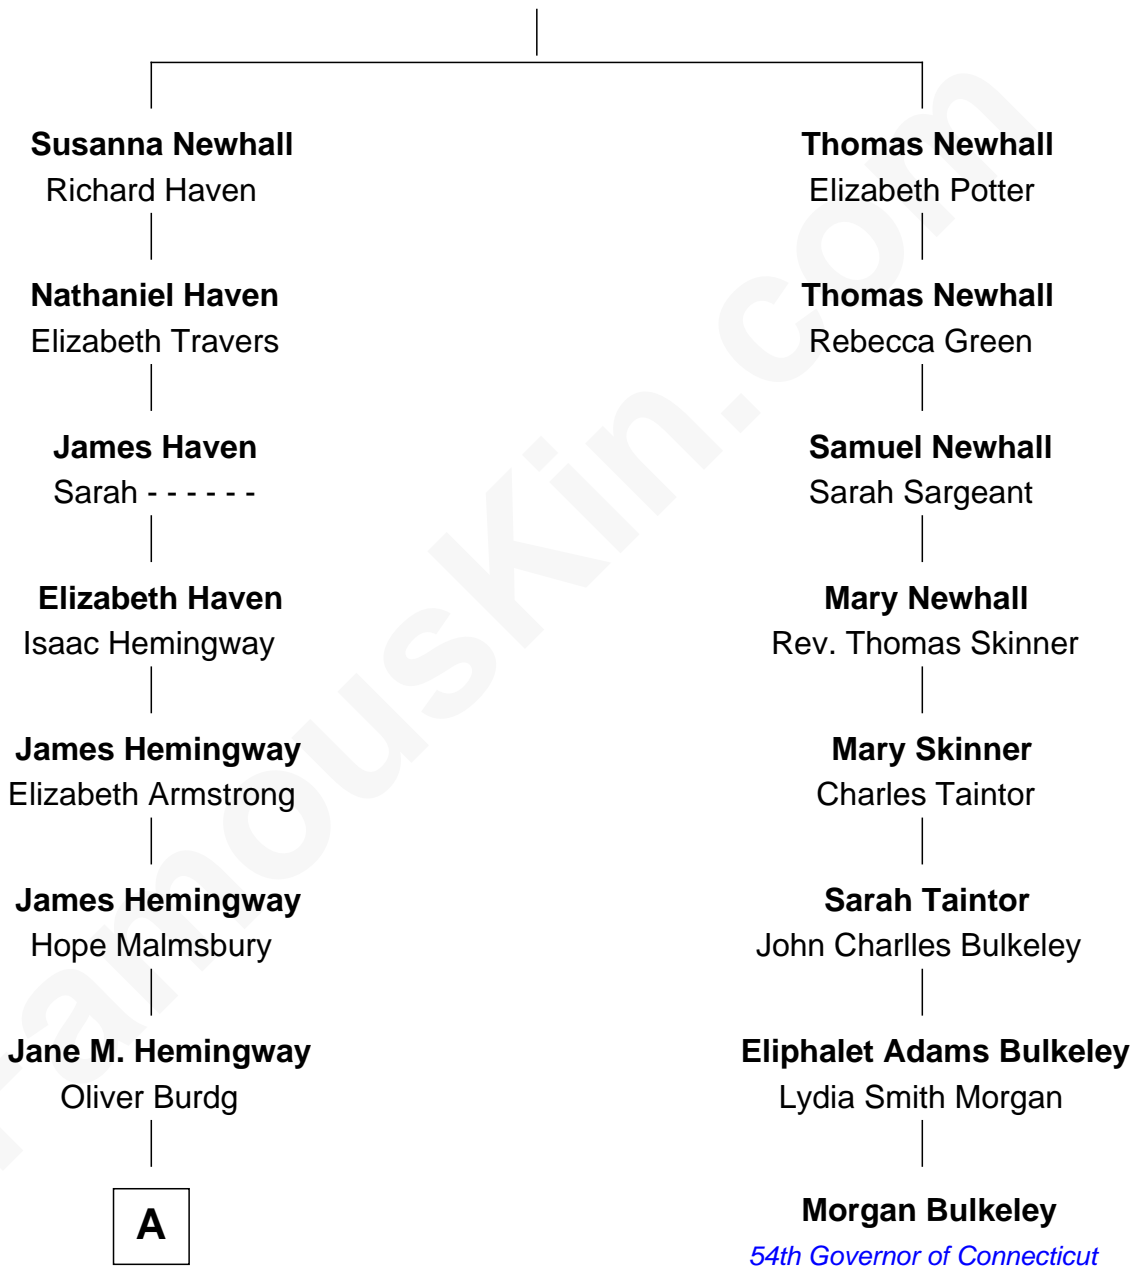 Susanna Newhall
Richard Haven
Nathaniel Haven
Elizabeth Travers
James Haven
Sarah - - - - - -
Elizabeth Haven
Isaac Hemingway
James Hemingway
Elizabeth Armstrong
James Hemingway
Hope Malmsbury
Jane M. Hemingway
Oliver Burdg
A
Thomas Newhall
Elizabeth Potter
Thomas Newhall
Rebecca Green
Samuel Newhall
Sarah Sargeant
Mary Newhall
Rev. Thomas Skinner
Mary Skinner
Charles Taintor
Sarah Taintor
John Charlles Bulkeley
Eliphalet Adams Bulkeley
Lydia Smith Morgan
Morgan Bulkeley
54th Governor of Connecticut
FamousKin.com